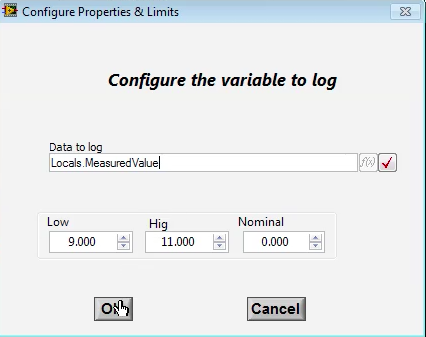 Configure Properties & Limits
Configure the variable to log
Data to log
Locals.MeasuredValue
f(x)
Low Hig Nominal
9.000 11.000 0.000
Cancel